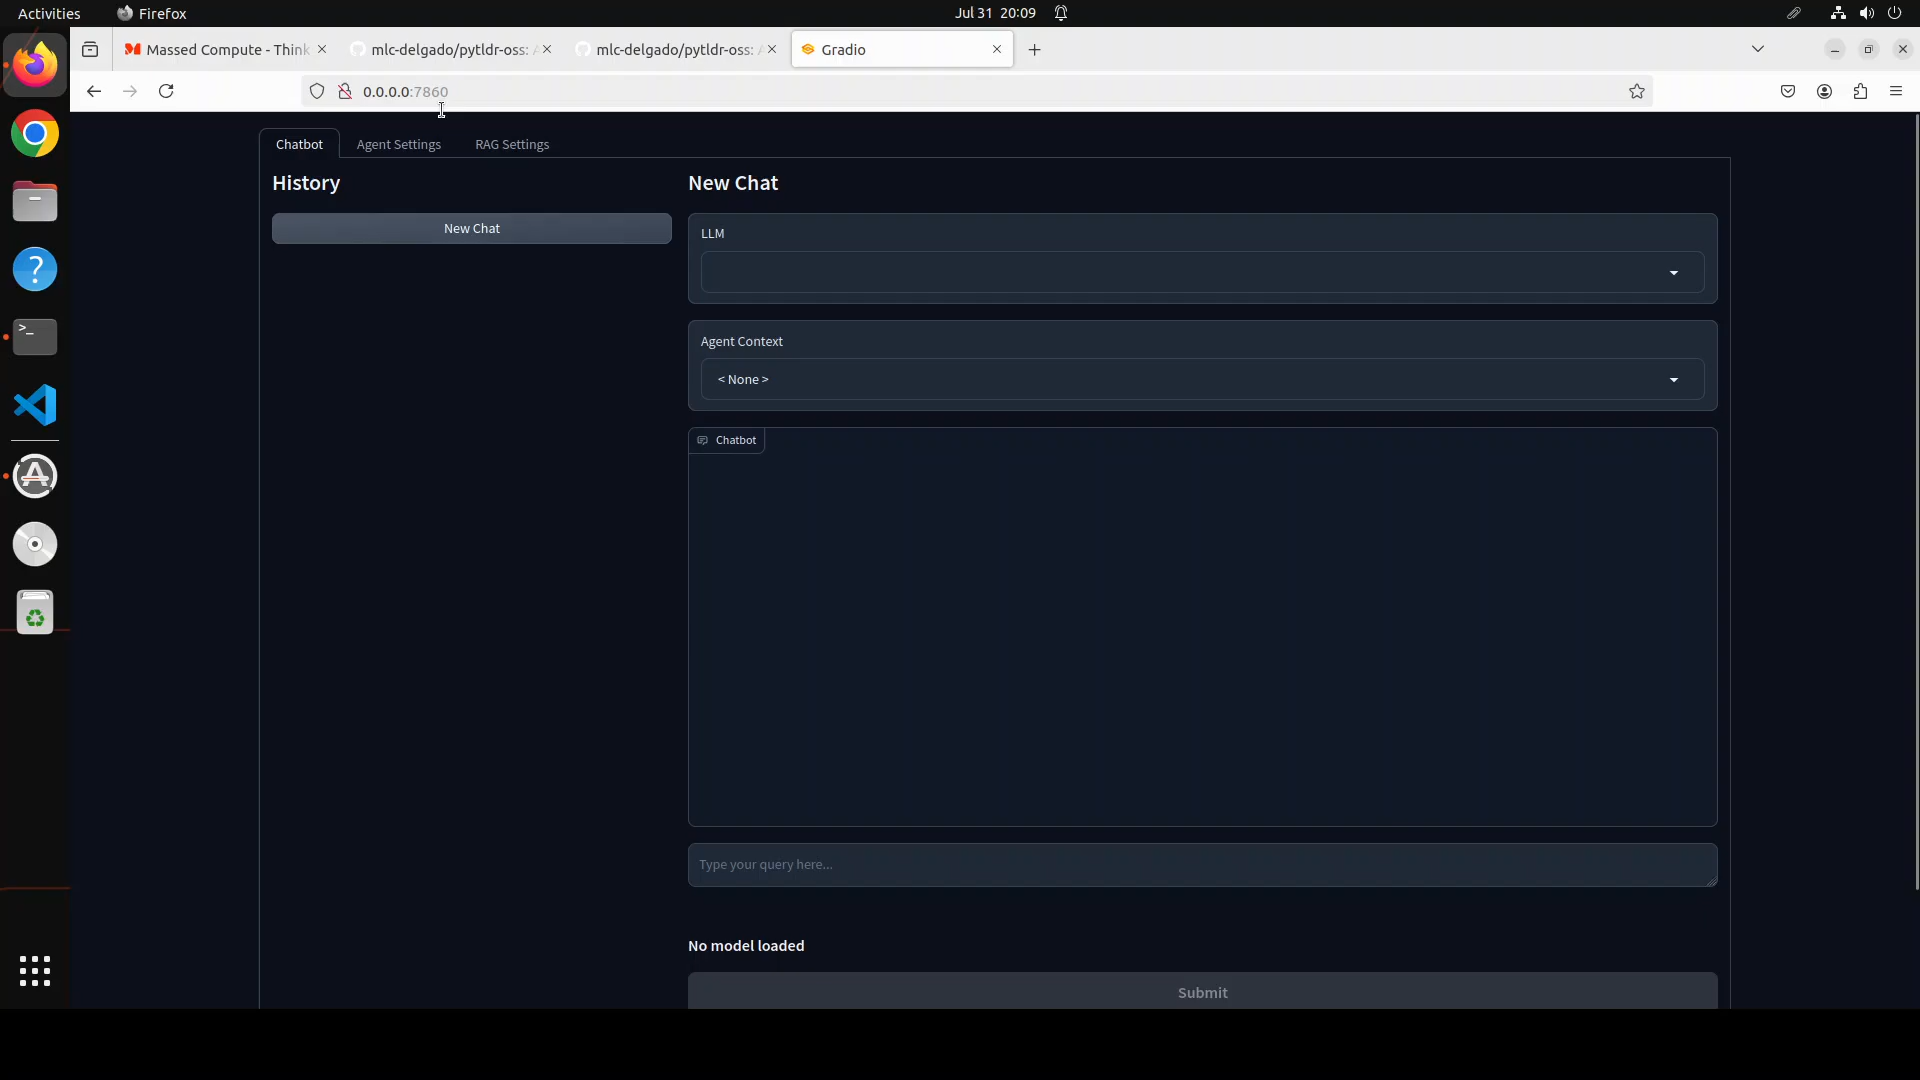 Activities Firefox Jul 31 20:09
Massed Compute - Think mlc-delgado/pytldr-oss: A mlc-delgado/pytldr-oss: A Gradio
0.0.0.0:7860
Chatbot Agent Settings RAG Settings
History New Chat
New Chat
LLM
Agent Context
< None >
Chatbot
Type your query here...
No model loaded
Submit